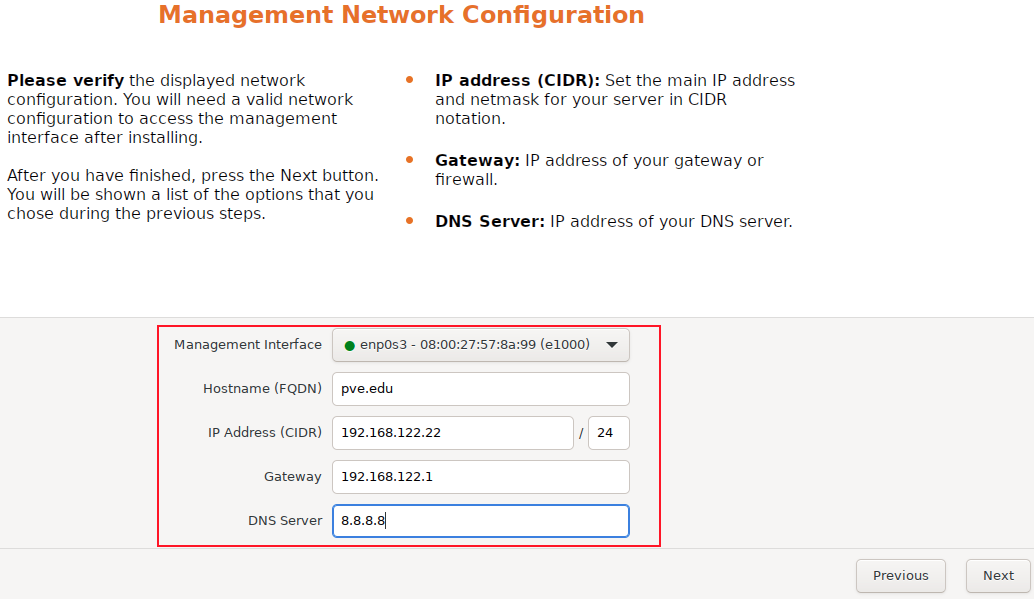 Management Network Configuration
Please verify the displayed network
configuration. You will need a valid network
configuration to access the management
interface after installing.
After you have finished, press the Next button.
You will be shown a list of the options that you
chose during the previous steps.
IP address (CIDR): Set the main IP address
and netmask for your server in CIDR
notation.
Gateway: IP address of your gateway or
firewall.
DNS Server: IP address of your DNS server.
Management Interface enp0s3 - 08:00:27:57:8a:99 (e1000)
Hostname (FQDN) pve.edu
IP Address (CIDR) 192.168.122.22 / 24
Gateway 192.168.122.1
DNS Server 8.8.8.8
Previous Next